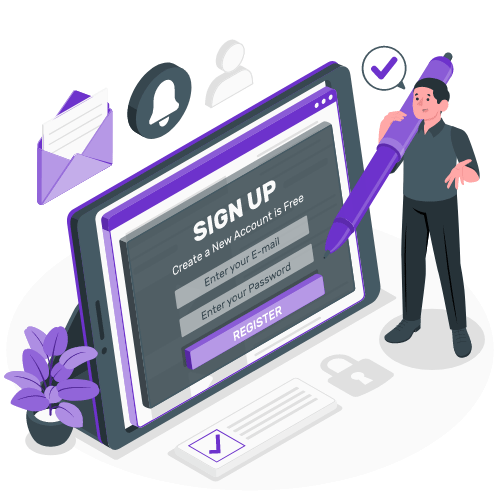 SIGN UP
Create a New Account is Free
Enter your E-mail
Enter your Password
REGISTER